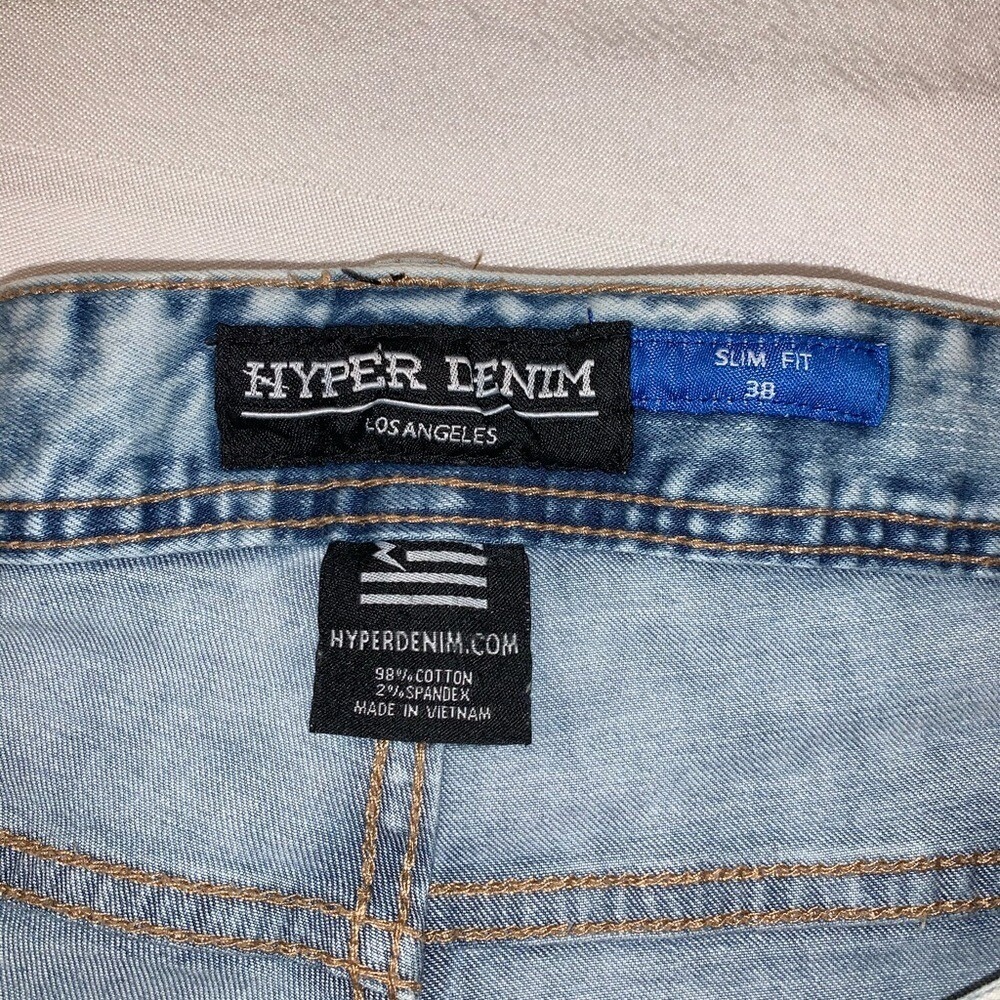 HYPER DENIM
LOS ANGELES
SLIM FIT
38
HYPERDENIM.COM
98% COTTON
2% SPANDEX
MADE IN VIETNAM